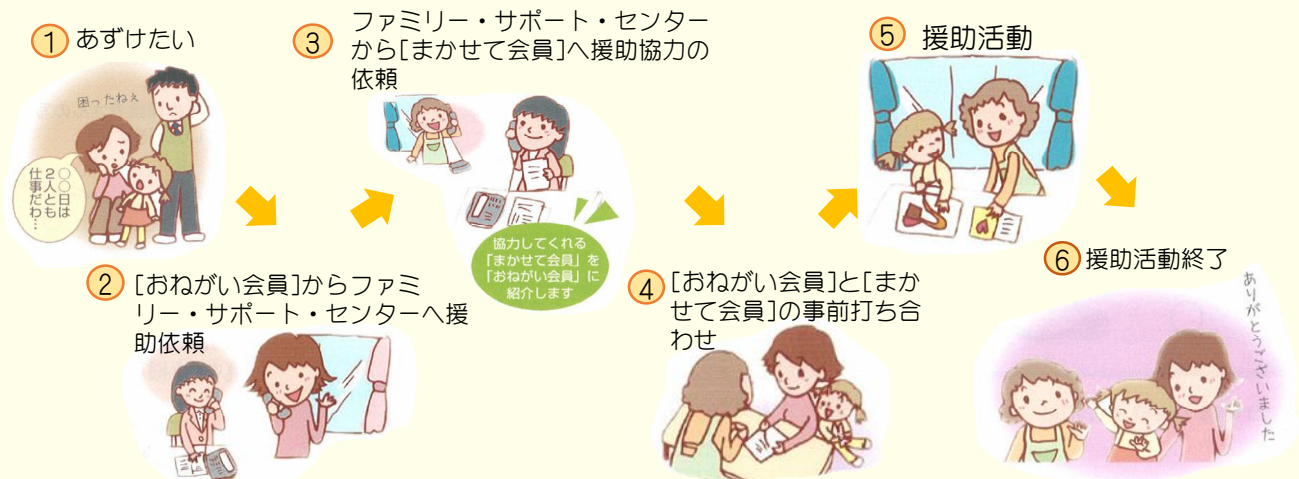 ① あずけたい
困ったねぇ
○○日は
２人とも
仕事だわ…
② [おねがい会員]からファミ
リー・サポート・センターへ援
助依頼
③ ファミリー・サポート・センター
から[まかせて会員]へ援助協力の
依頼
協力してくれる
「まかせて会員」を
「おねがい会員」に
紹介します
④ [おねがい会員]と[まか
せて会員]の事前打ち合
わせ
⑤ 援助活動
⑥ 援助活動終了
ありがとうございました